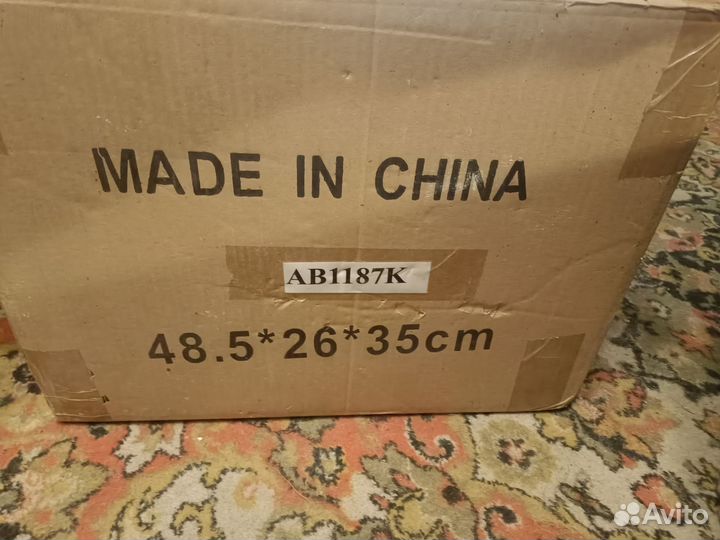 MADE IN CHINA
AB1187K
48.5*26*35cm
Avito